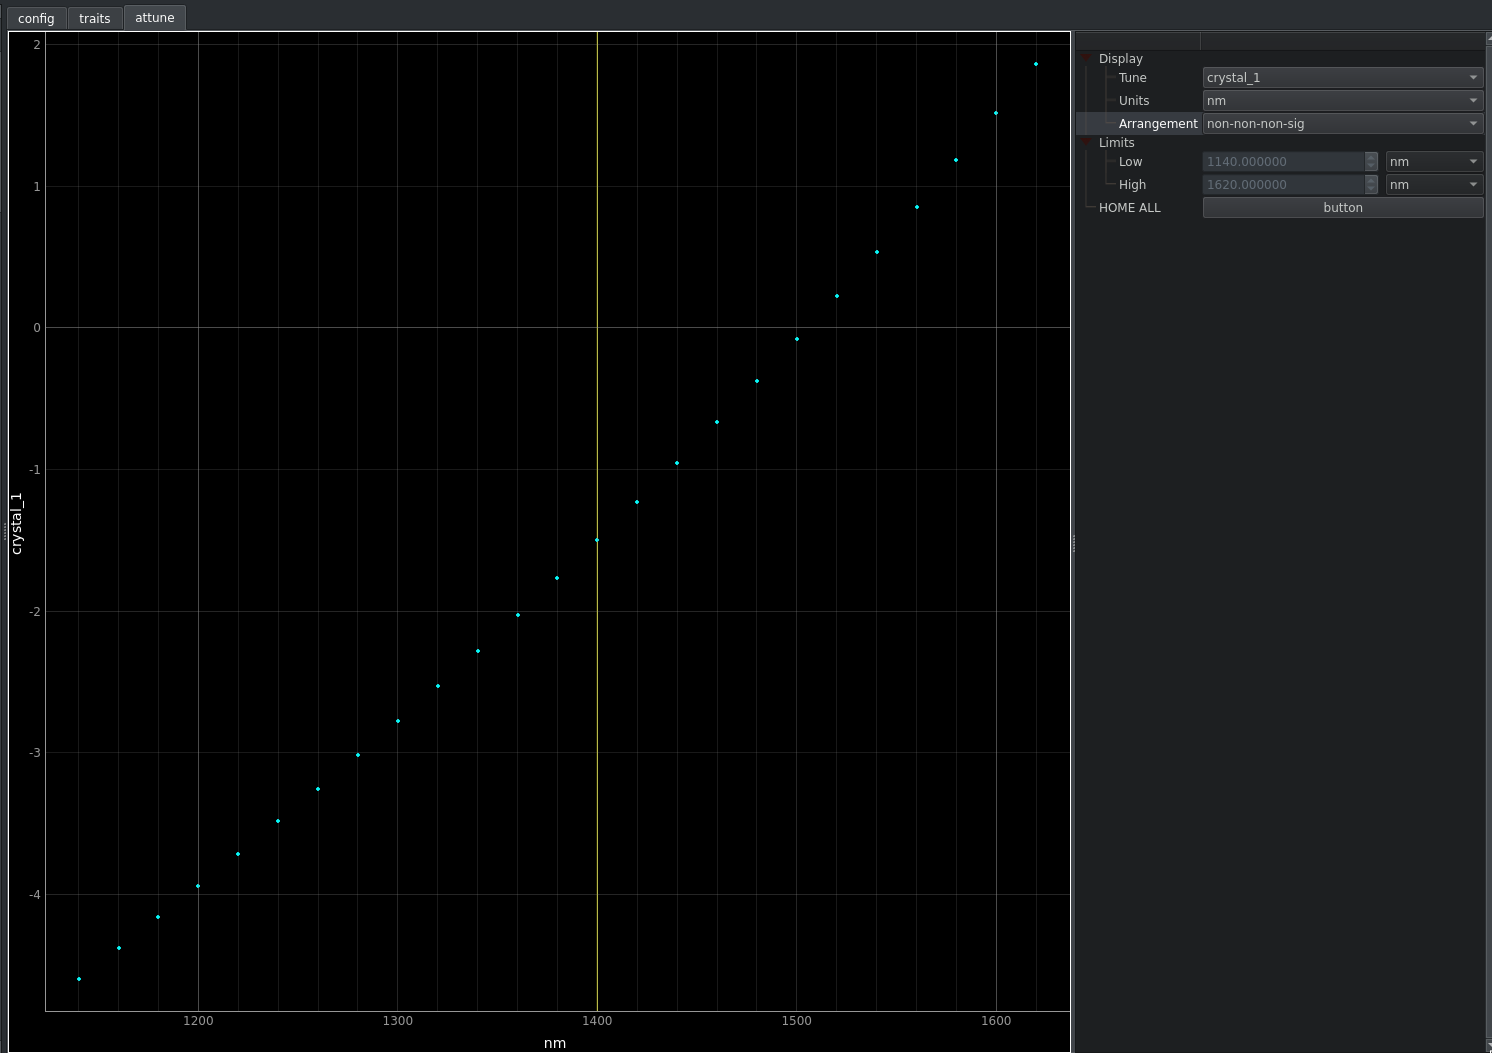 config traits attune
2
1
0
-1
-2
-3
-4
crystal_1
1200 1300 1400 1500 1600
nm
Display
Tune crystal_1
Units nm
Arrangement non-non-non-sig
Limits
Low 1140.000000 nm
High 1620.000000 nm
HOME ALL button